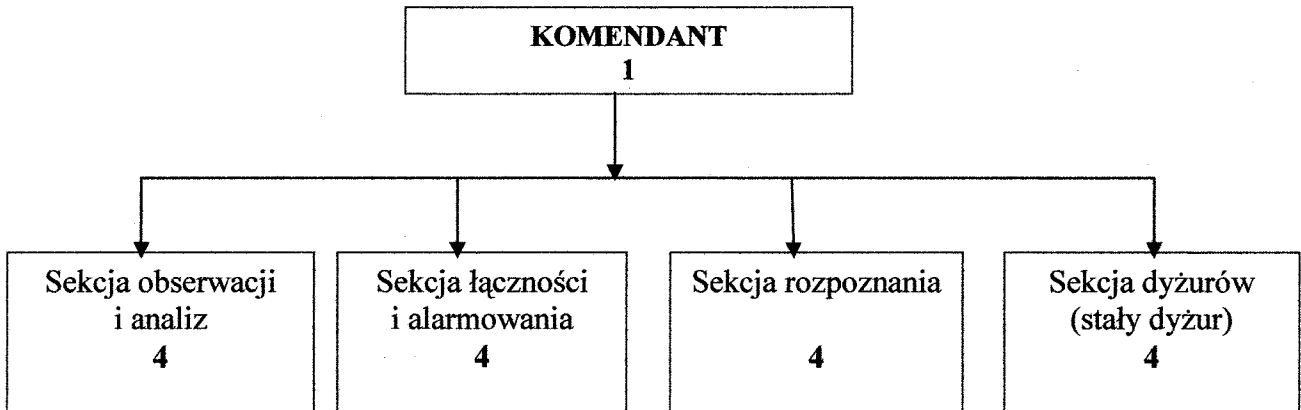 KOMENDANT
1
Sekcja obserwacji
i analiz
4
Sekcja łączności
i alarmowania
4
Sekcja rozpoznania
4
Sekcja dyżurów
(stały dyżur)
4